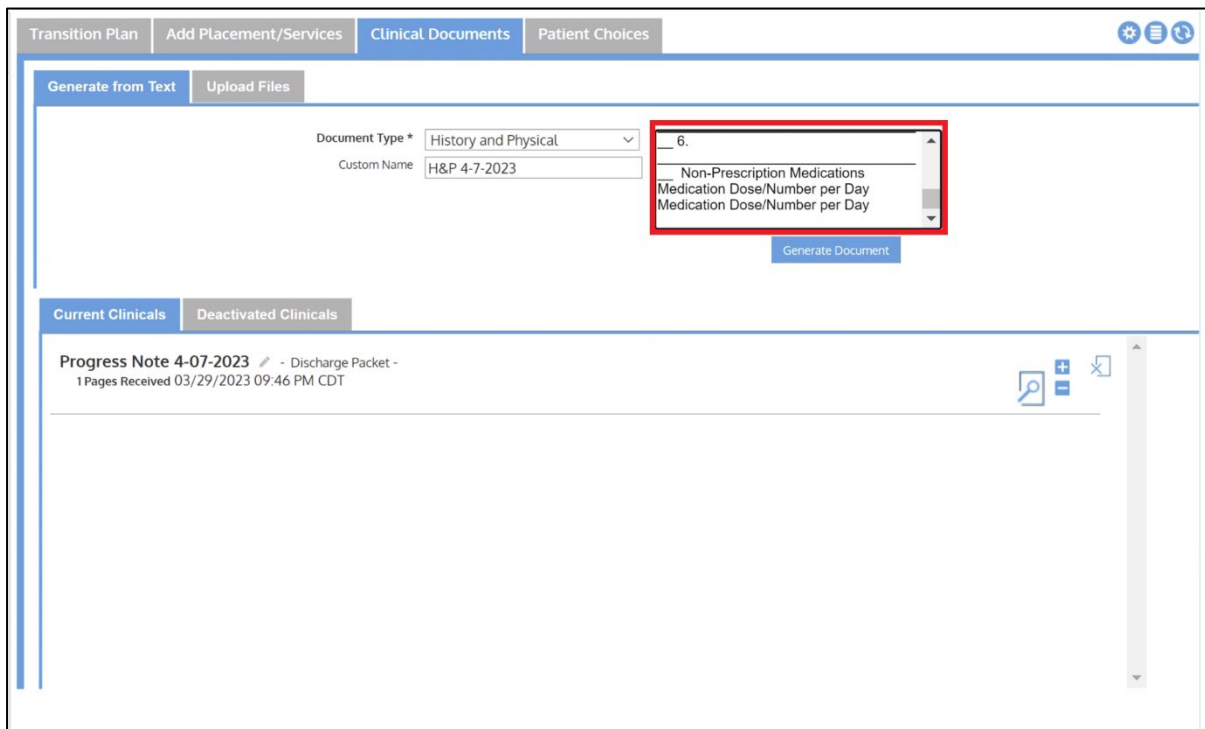 Transition Plan Add Placement/Services Clinical Documents Patient Choices
Generate from Text Upload Files
Document Type * History and Physical
Custom Name H&P 4-7-2023
__ 6.
__ Non-Prescription Medications
Medication Dose/Number per Day
Medication Dose/Number per Day
Generate Document
Current Clinicals Deactivated Clinicals
Progress Note 4-07-2023 - Discharge Packet -
1 Pages Received 03/29/2023 09:46 PM CDT